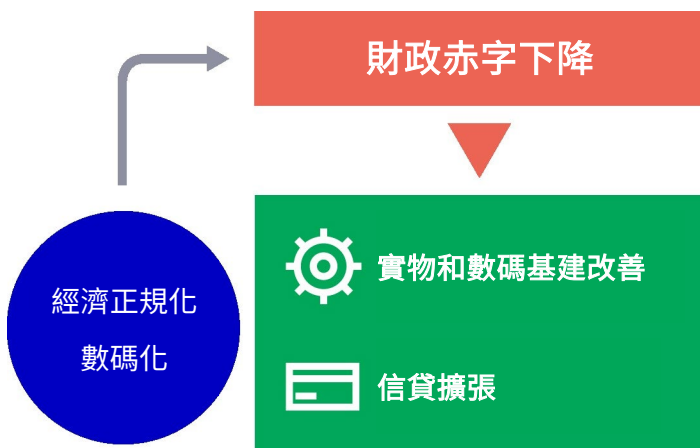 財政赤字下降
實物和數碼基建改善
經濟正規化
數碼化
信貸擴張